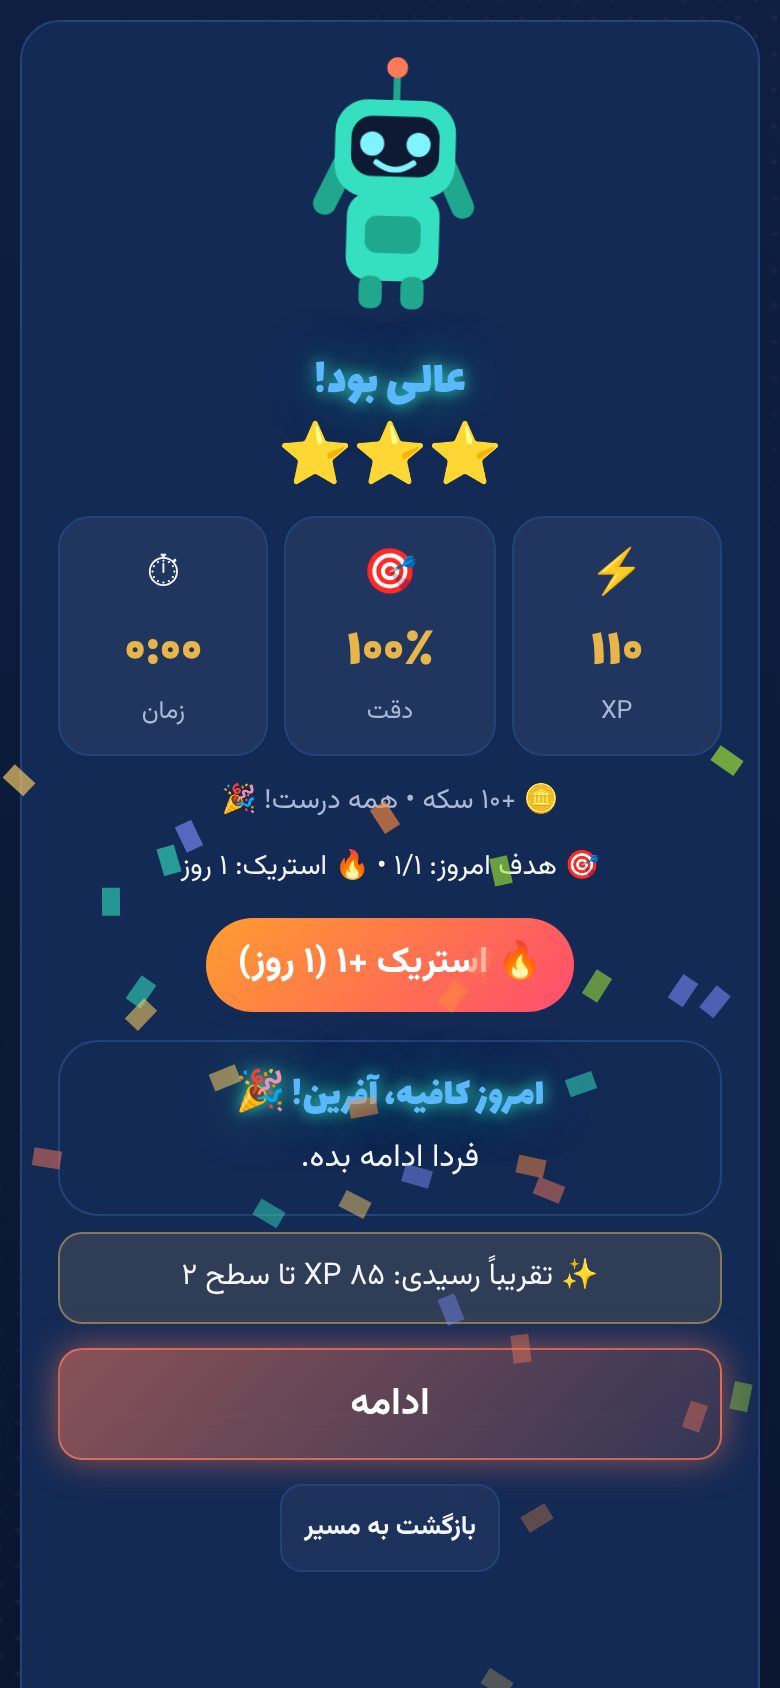 عالی بود!
۱۱۰
XP
۱۰۰٪
دقت
۰:۰۰
زمان
+۱۰ سکه • همه درست!
هدف امروز: ۱/۱ • استریک: ۱ روز
استریک +۱ (۱ روز)
امروز کافیه، آفرین!
فردا ادامه بده.
تقریباً رسیدی: ۸۵ XP تا سطح ۲
ادامه
بازگشت به مسیر